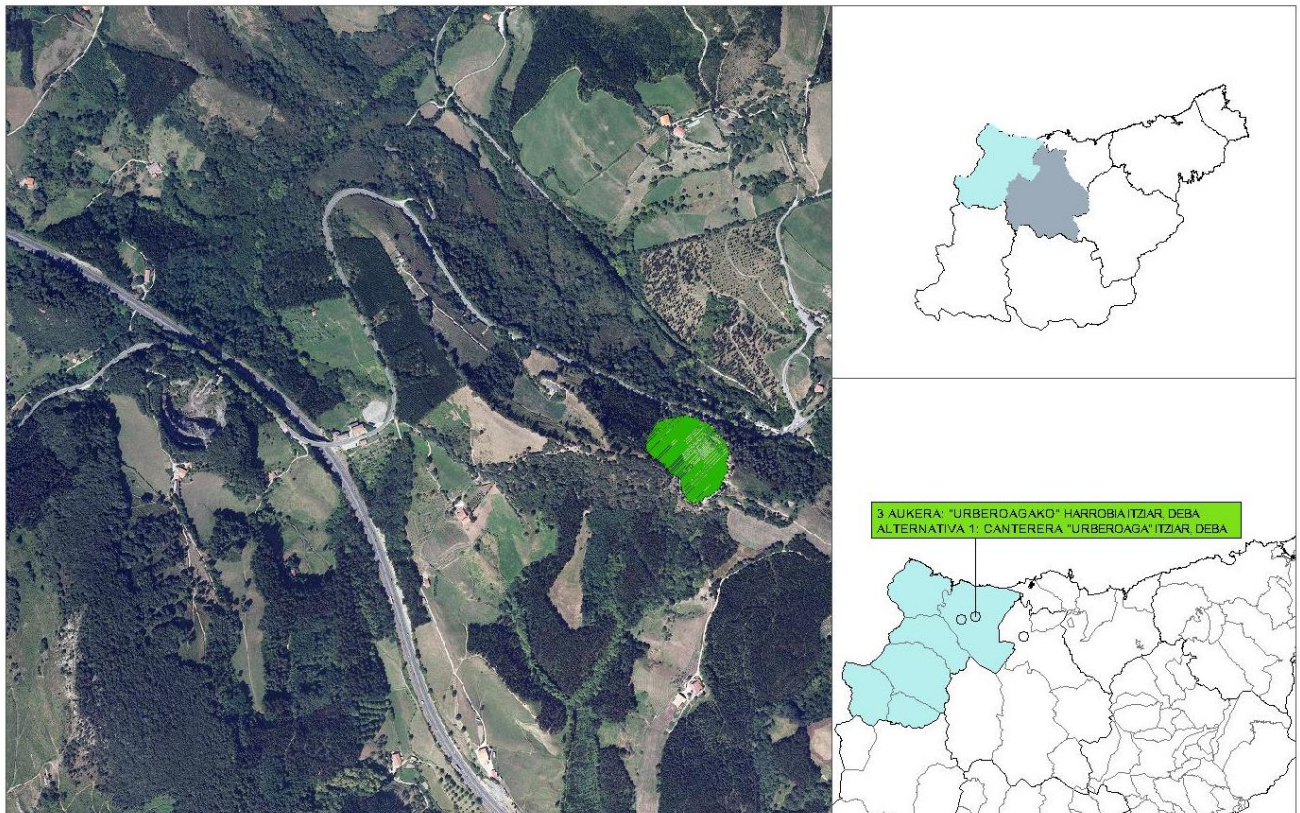 3 AUKERA: "URBEROAGAKO" HARROBIA ITZIAR, DEBA
ALTERNATIVA 1: CANTERERA "URBEROAGA" ITZIAR, DEBA